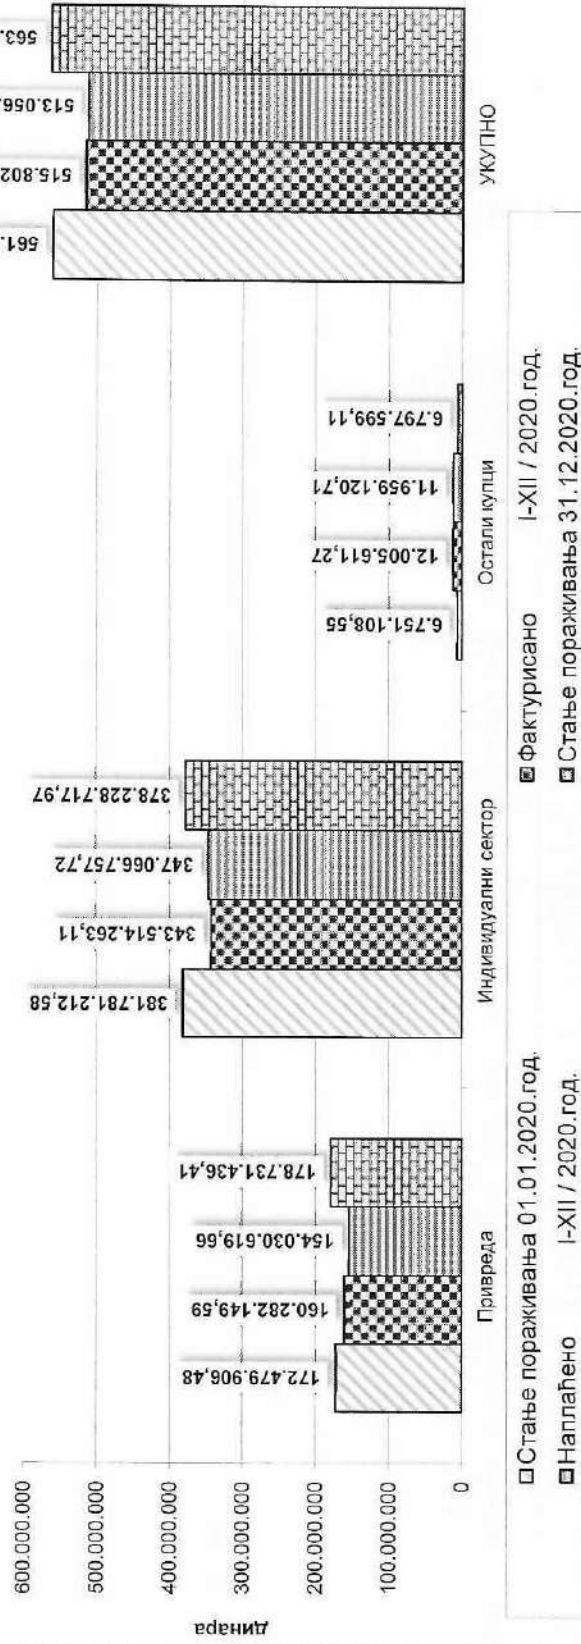 динара
600.000.000
500.000.000
400.000.000
300.000.000
200.000.000
100.000.000
0
172.479.906,48
160.282.149,59
154.030.619,66
178.731.436,41
Привреда
381.781.212,58
343.514.263,11
347.066.757,72
378.228.717,97
Индивидуални сектор
6.751.108,55
12.005.611,27
11.959.120,71
6.797.599,11
Остали купци
561.
515.802
513.056.
563.
УКУПНО
Стање пораживања 01.01.2020.год.
Фактурисано I-XII / 2020.год.
Наплаћено I-XII / 2020.год.
Стање пораживања 31.12.2020.год.